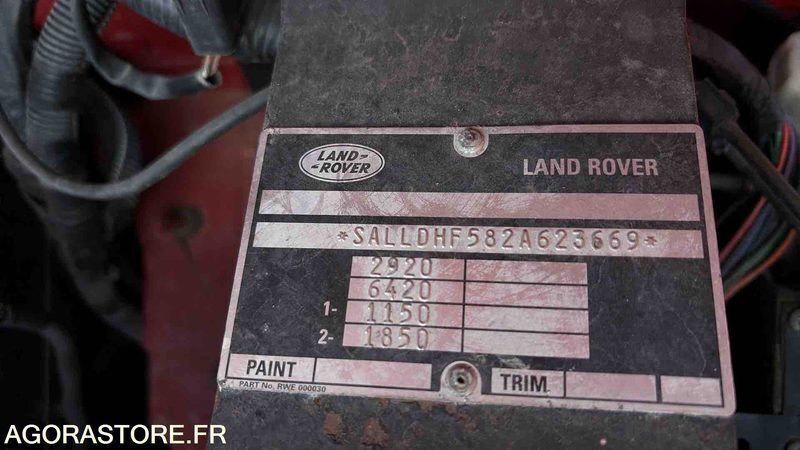 LAND-
-ROVER
LAND ROVER
*SALLDHF582A623669*
2920
6420
1- 1150
2- 1850
PAINT
TRIM
PART No. RWE 000030
AGORASTORE.FR